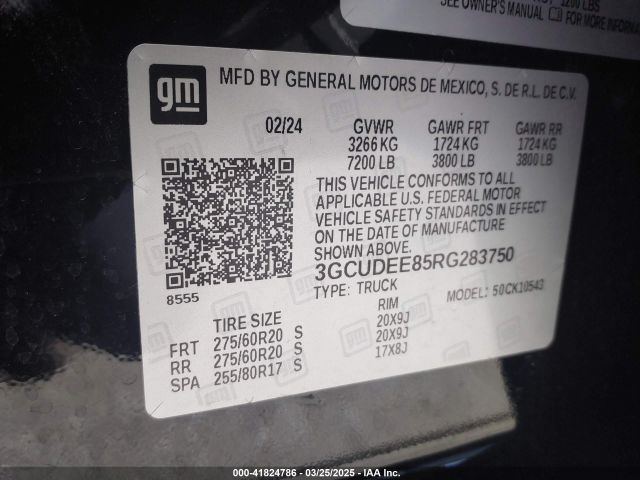 1200 LBS
SEE OWNER'S MANUAL FOR MORE INFORMA
gm
MFD BY GENERAL MOTORS DE MEXICO, S. DE R.L. DE C.V.
02/24 GVWR GAWR FRT GAWR RR
3266 KG 1724 KG 1724 KG
7200 LB 3800 LB 3800 LB
THIS VEHICLE CONFORMS TO ALL
APPLICABLE U.S. FEDERAL MOTOR
VEHICLE SAFETY STANDARDS IN EFFECT
ON THE DATE OF MANUFACTURE
SHOWN ABOVE.
3GCUDEE85RG283750
8555
TYPE: TRUCK MODEL: 50CK10543
TIRE SIZE RIM
FRT 275/60R20 S 20X9J
RR 275/60R20 S 20X9J
SPA 255/80R17 S 17X8J
000-41824786 — 03/25/2025 — IAA Inc.